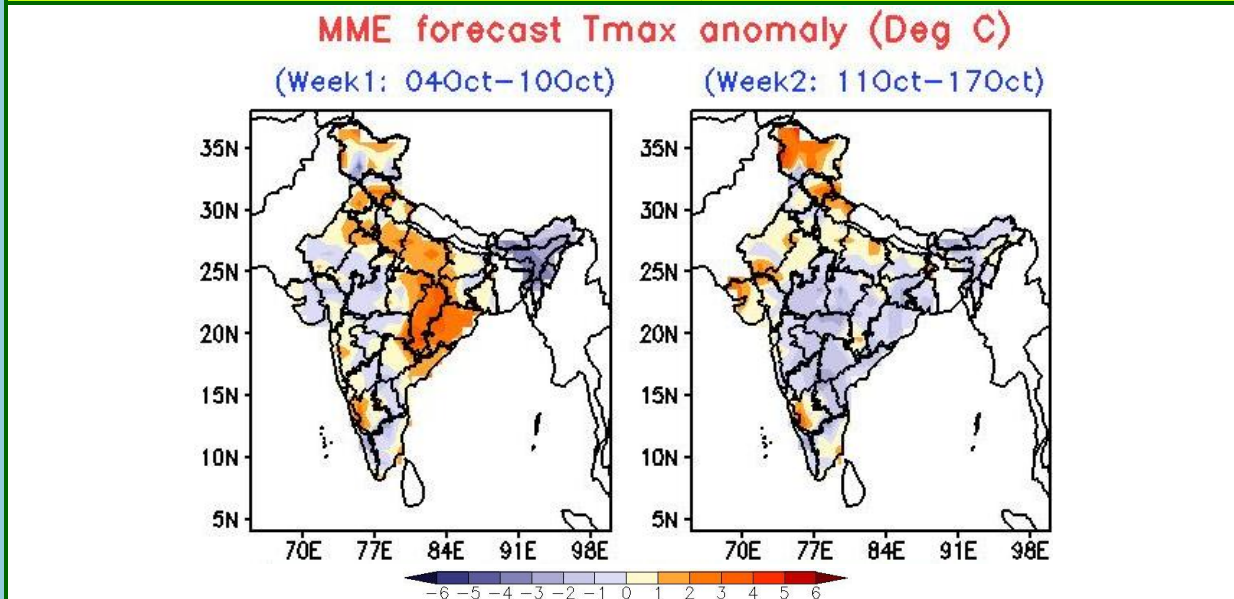 MME forecast Tmax anomaly (Deg C)
(Week1: 04Oct-10Oct)
(Week2: 11Oct-17Oct)
35N
30N
25N
20N
15N
10N
5N
70E 77E 84E 91E 98E
35N
30N
25N
20N
15N
10N
5N
70E 77E 84E 91E 98E
-6 -5 -4 -3 -2 -1 0 1 2 3 4 5 6